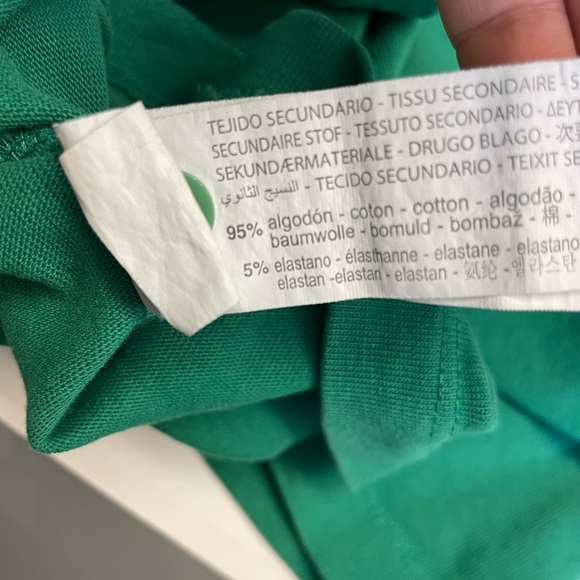 TEJIDO SECUNDARIO - TISSU SECONDAIRE - S
SECUNDAIRE STOF - TESSUTO SECONDARIO - ΔΕΥΤ
SEKUNDÆRMATERIALE - DRUGO BLAGO - 次
النسيج الثانوي - TECIDO SECUNDARIO - TEIXIT SE
95% algodón - coton - cotton - algodão -
baumwolle - bomuld - bombaž - 棉 -
5% elastano - élasthanne - elastane - elastano
elastan -elastan - elastan - 氨纶 -엘라스탄